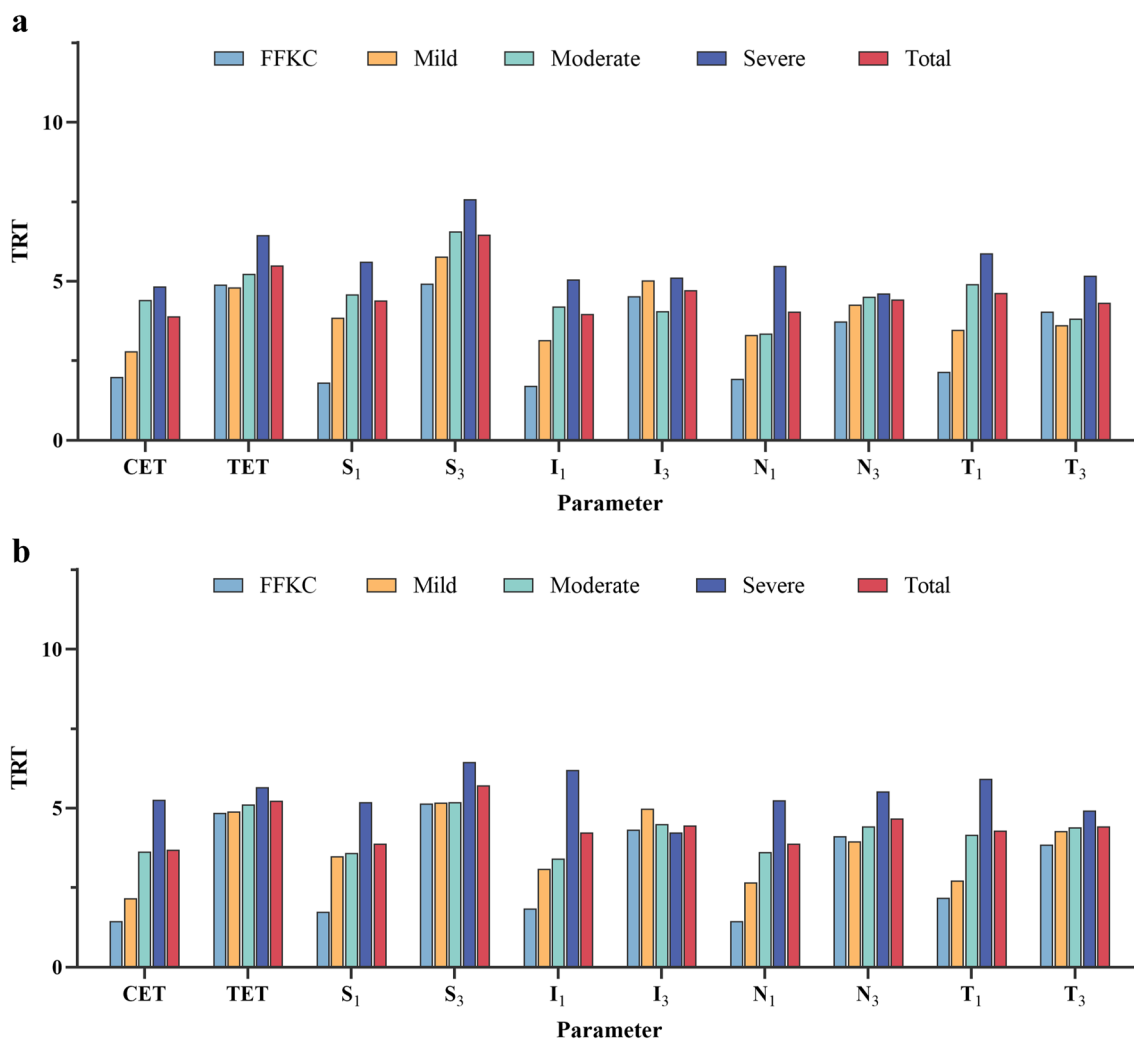 a
FFKC Mild Moderate Severe Total
10
5
0
TRT
CET TET S₁ S₃ I₁ I₃ N₁ N₃ T₁ T₃
Parameter
b
FFKC Mild Moderate Severe Total
10
5
0
TRT
CET TET S₁ S₃ I₁ I₃ N₁ N₃ T₁ T₃
Parameter